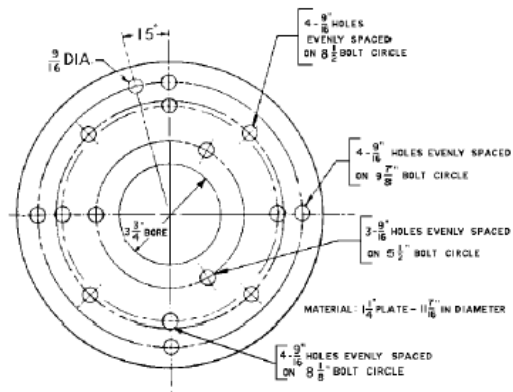 15°
9/16 DIA.
4-9/16" HOLES
EVENLY SPACED
ON 8 1/2" BOLT CIRCLE
4-9/16" HOLES EVENLY SPACED
ON 9 7/8" BOLT CIRCLE
3 3/4" BORE
3-9/16" HOLES EVENLY SPACED
ON 5 1/2" BOLT CIRCLE
MATERIAL: 1 1/4" PLATE - 11 7/16" IN DIAMETER
4-9/16" HOLES EVENLY SPACED
ON 8 1/8" BOLT CIRCLE